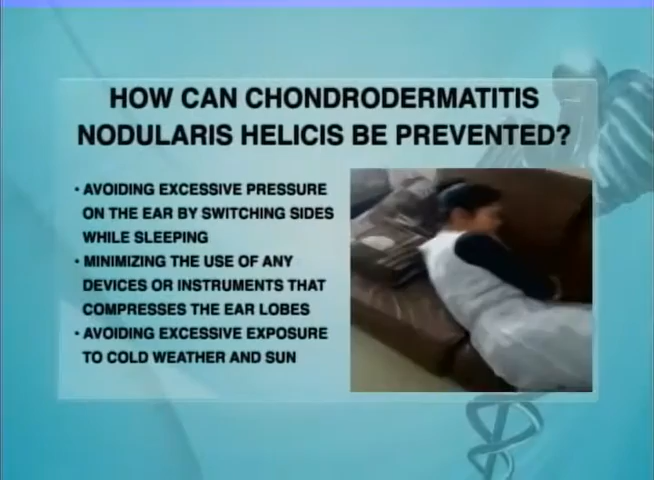 HOW CAN CHONDRODERMATITIS
NODULARIS HELICIS BE PREVENTED?
• AVOIDING EXCESSIVE PRESSURE
ON THE EAR BY SWITCHING SIDES
WHILE SLEEPING
• MINIMIZING THE USE OF ANY
DEVICES OR INSTRUMENTS THAT
COMPRESSES THE EAR LOBES
• AVOIDING EXCESSIVE EXPOSURE
TO COLD WEATHER AND SUN